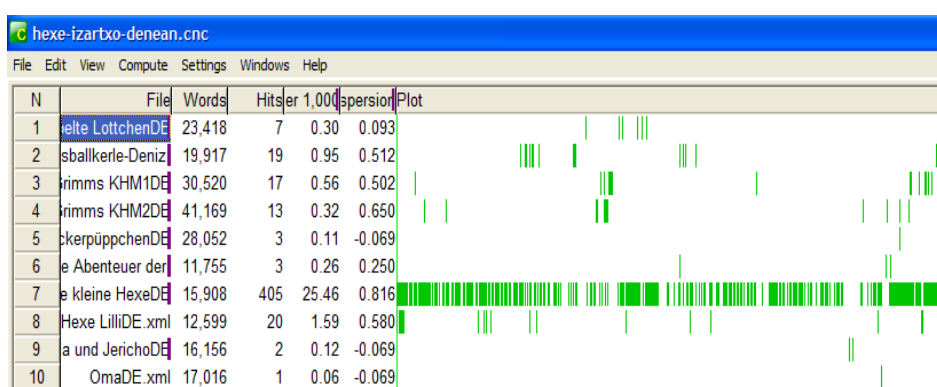 hexe-izartxo-denean.cnc
File Edit View Compute Settings Windows Help
N File Words Hits er 1,000 spersion Plot
1 elte LottchenDE 23,418 7 0.30 0.093
2 sballkerle-Deniz 19,917 19 0.95 0.512
3 rimms KHM1DE 30,520 17 0.56 0.502
4 rimms KHM2DE 41,169 13 0.32 0.650
5 ckerpüppchenDE 28,052 3 0.11 -0.069
6 e Abenteuer der 11,755 3 0.26 0.250
7 e kleine HexeDE 15,908 405 25.46 0.816
8 Hexe LilliDE.xml 12,599 20 1.59 0.580
9 a und JerichoDE 16,156 2 0.12 -0.069
10 OmaDE.xml 17,016 1 0.06 -0.069